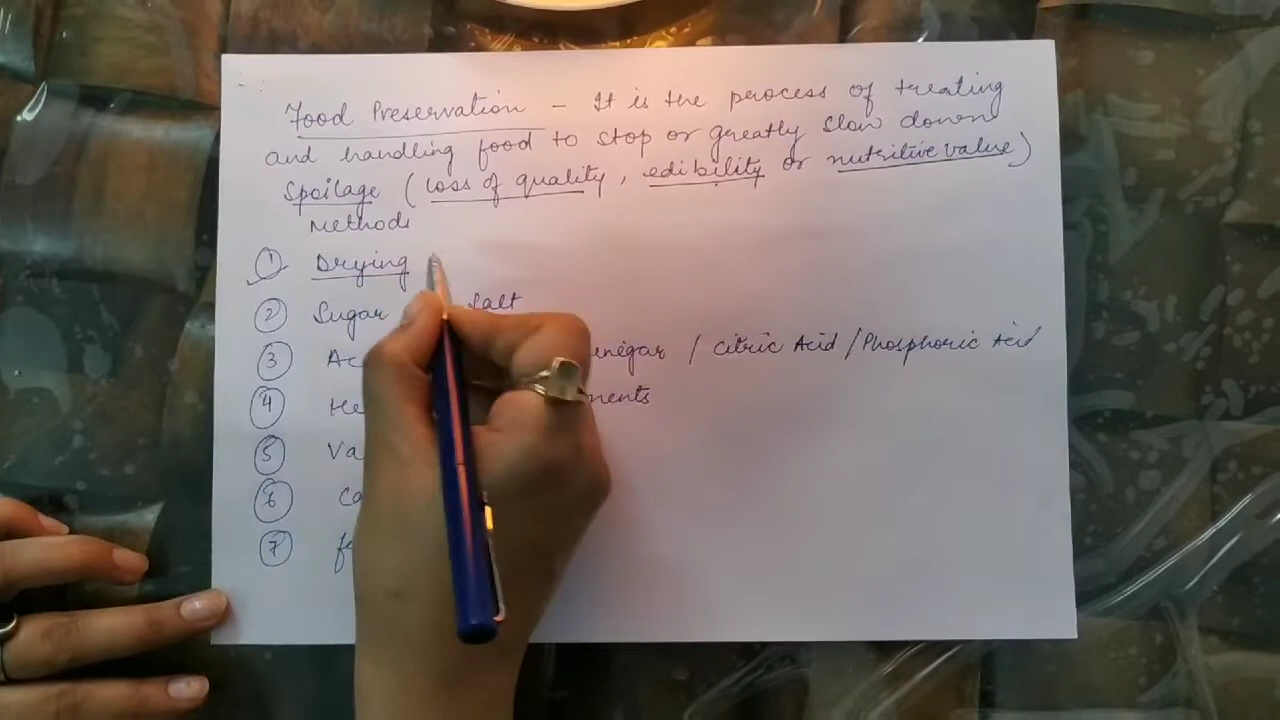 Food Preservation – It is the process of treating
and handling food to stop or greatly slow down
Spoilage (loss of quality, edibility or nutritive value)
Methods
① Drying
② Sugar Salt
③ / Citric Acid / Phosphoric Acid
④
⑤
⑥
⑦